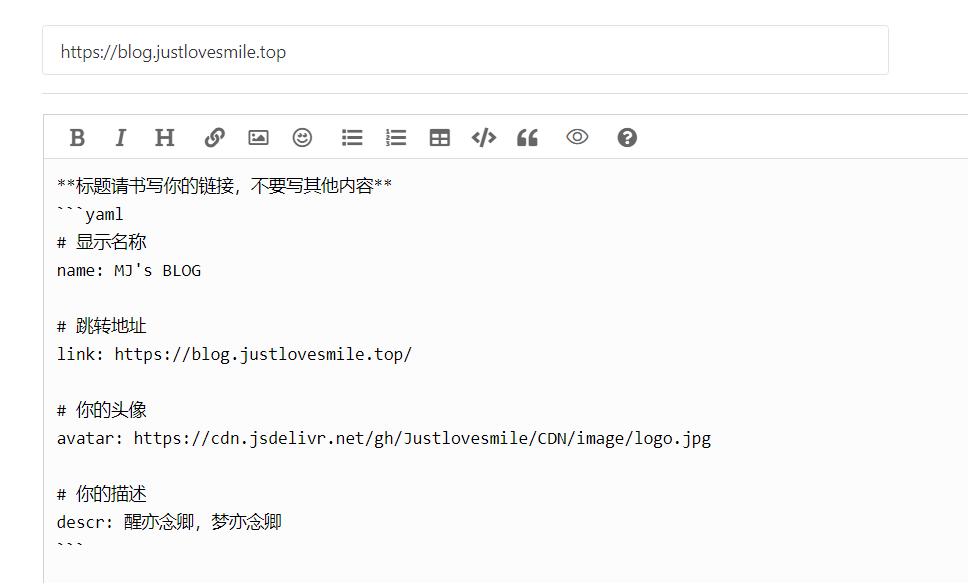 https://blog.justlovesmile.top
**标题请书写你的链接，不要写其他内容**
```yaml
# 显示名称
name: MJ's BLOG
# 跳转地址
link: https://blog.justlovesmile.top/
# 你的头像
avatar: https://cdn.jsdelivr.net/gh/Justlovesmile/CDN/image/logo.jpg
# 你的描述
descr: 醒亦念卿，梦亦念卿
```